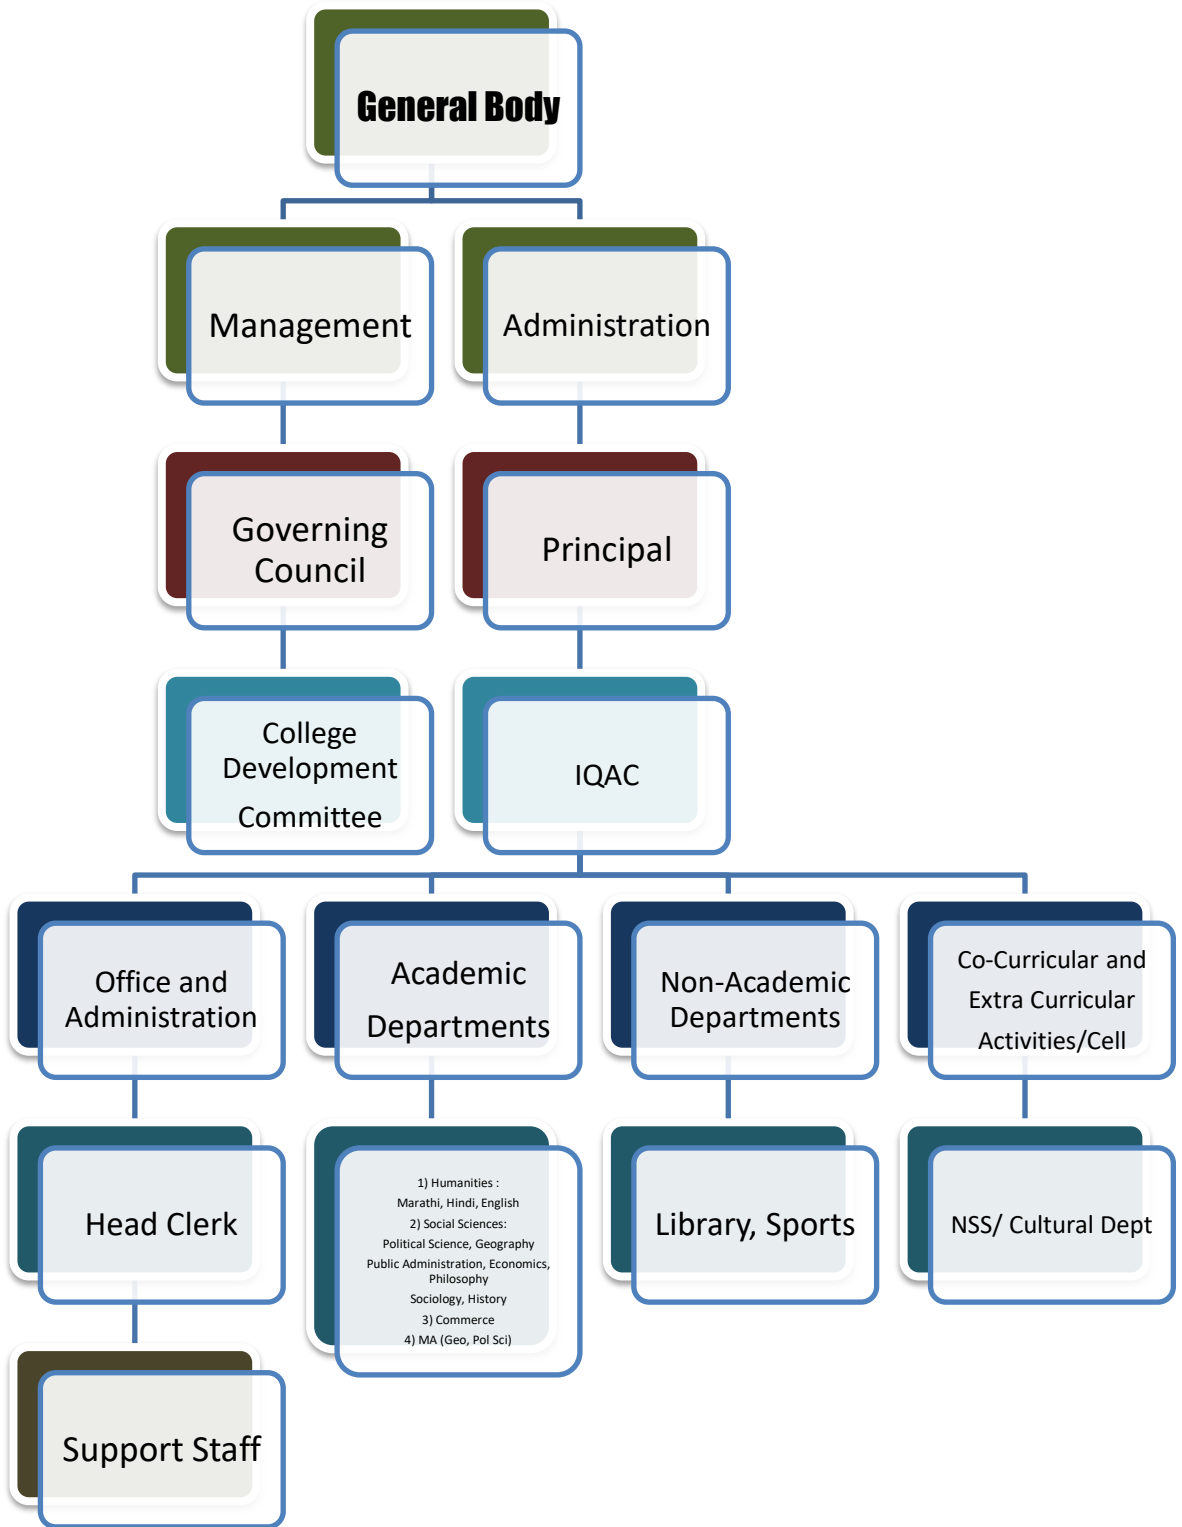 General Body
Management
Administration
Governing
Council
Principal
College
Development
Committee
IQAC
Office and
Administration
Academic
Departments
Non-Academic
Departments
Co-Curricular and
Extra Curricular
Activities/Cell
Head Clerk
1) Humanities :
Marathi, Hindi, English
2) Social Sciences:
Political Science, Geography
Public Administration, Economics,
Philosophy
Sociology, History
3) Commerce
4) MA (Geo, Pol Sci)
Library, Sports
NSS/ Cultural Dept
Support Staff